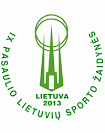 IX PASAULIO LIETUVIŲ SPORTO ŽAIDYNĖS
LIETUVA
2013